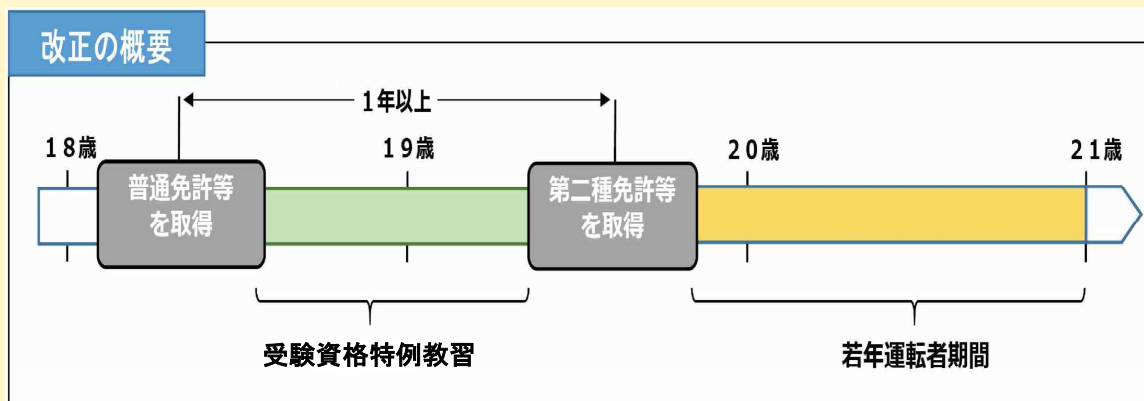 改正の概要
1年以上
18歳
19歳
20歳
21歳
普通免許等
を取得
第二種免許等
を取得
受験資格特例教習
若年運転者期間